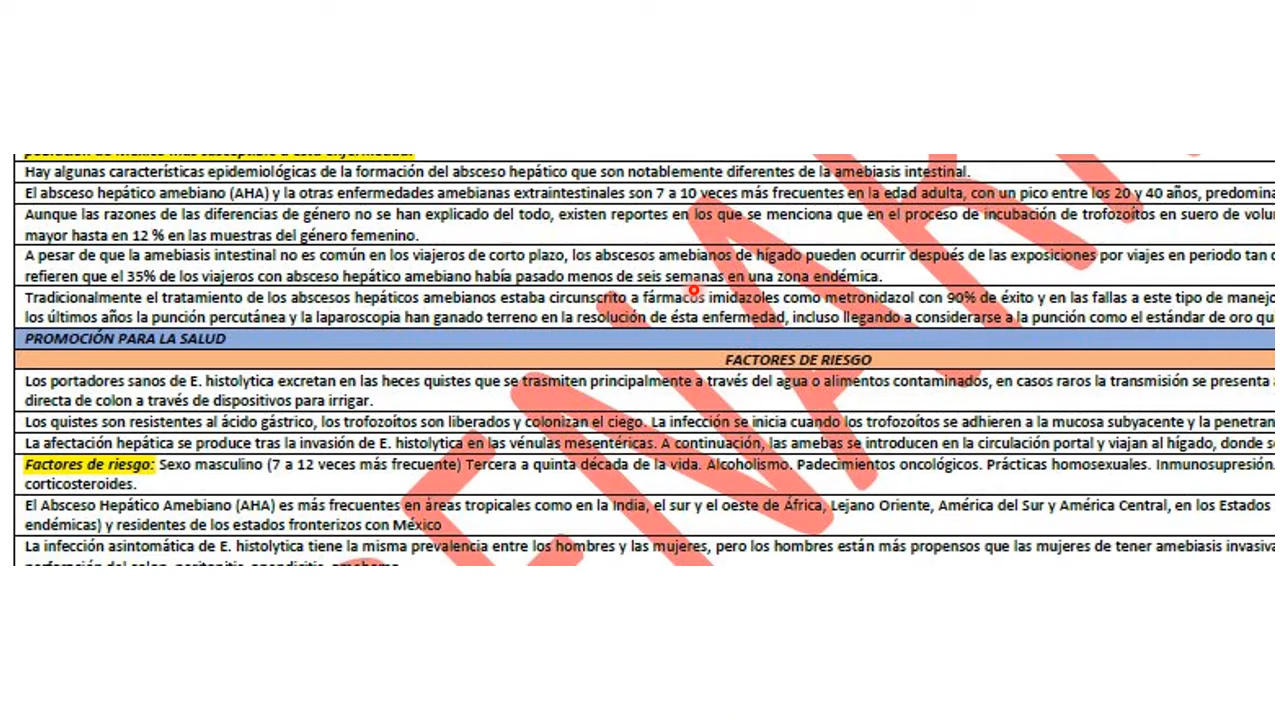 población de México más susceptible a esta enfermedad.
Hay algunas características epidemiológicas de la formación del absceso hepático que son notablemente diferentes de la amebiasis intestinal.
El absceso hepático amebiano (AHA) y la otras enfermedades amebianas extraintestinales son 7 a 10 veces más frecuentes en la edad adulta, con un pico entre los 20 y 40 años,
Aunque las razones de las diferencias de género no se han explicado del todo, existen reportes en los que se menciona que en el proceso de incubación de trofozoítos en suero de
mayor hasta en 12 % en las muestras del género femenino.
A pesar de que la amebiasis intestinal no es común en los viajeros de corto plazo, los abscesos amebianos de hígado pueden ocurrir después de las exposiciones por viajes en periodo tan
refieren que el 35% de los viajeros con absceso hepático amebiano había pasado menos de seis semanas en una zona endémica.
Tradicionalmente el tratamiento de los abscesos hepáticos amebianos estaba circunscrito a fármacos imidazoles como metronidazol con 90% de éxito y en las fallas a este tipo de manejo
los últimos años la punción percutánea y la laparoscopia han ganado terreno en la resolución de ésta enfermedad, incluso llegando a considerarse a la punción como el estándar de oro
PROMOCIÓN PARA LA SALUD
FACTORES DE RIESGO
Los portadores sanos de E. histolytica excretan en las heces quistes que se trasmiten principalmente a través del agua o alimentos contaminados, en casos raros la transmisión se presenta
directa de colon a través de dispositivos para irrigar.
Los quistes son resistentes al ácido gástrico, los trofozoítos son liberados y colonizan el ciego. La infección se inicia cuando los trofozoítos se adhieren a la mucosa subyacente y la penetran
La afectación hepática se produce tras la invasión de E. histolytica en las vénulas mesentéricas. A continuación, las amebas se introducen en la circulación portal y viajan al hígado, donde
Factores de riesgo: Sexo masculino (7 a 12 veces más frecuente) Tercera a quinta década de la vida. Alcoholismo. Padecimientos oncológicos. Prácticas homosexuales. Inmunosupresión.
corticosteroides.
El Absceso Hepático Amebiano (AHA) es más frecuentes en áreas tropicales como en la India, el sur y el oeste de África, Lejano Oriente, América del Sur y América Central, en los Estados
endémicas) y residentes de los estados fronterizos con México
La infección asintomática de E. histolytica tiene la misma prevalencia entre los hombres y las mujeres, pero los hombres están más propensos que las mujeres de tener amebiasis
perforación del colon, peritonitis, apendicitis, ameboma.